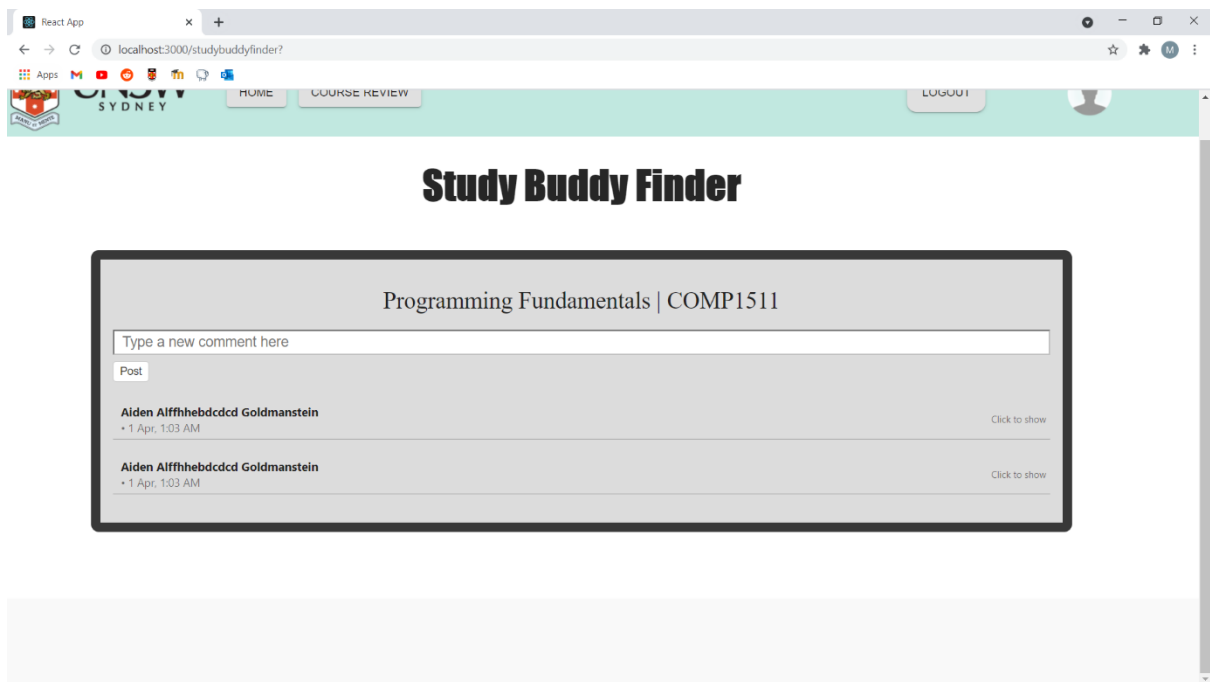 React App
localhost:3000/studybuddyfinder?
M
Apps
SYDNEY
HOME
COURSE REVIEW
LOGOUT
Study Buddy Finder
Programming Fundamentals | COMP1511
Type a new comment here
Post
Aiden Alffhhebdcdcd Goldmanstein
• 1 Apr, 1:03 AM
Click to show
Aiden Alffhhebdcdcd Goldmanstein
• 1 Apr, 1:03 AM
Click to show